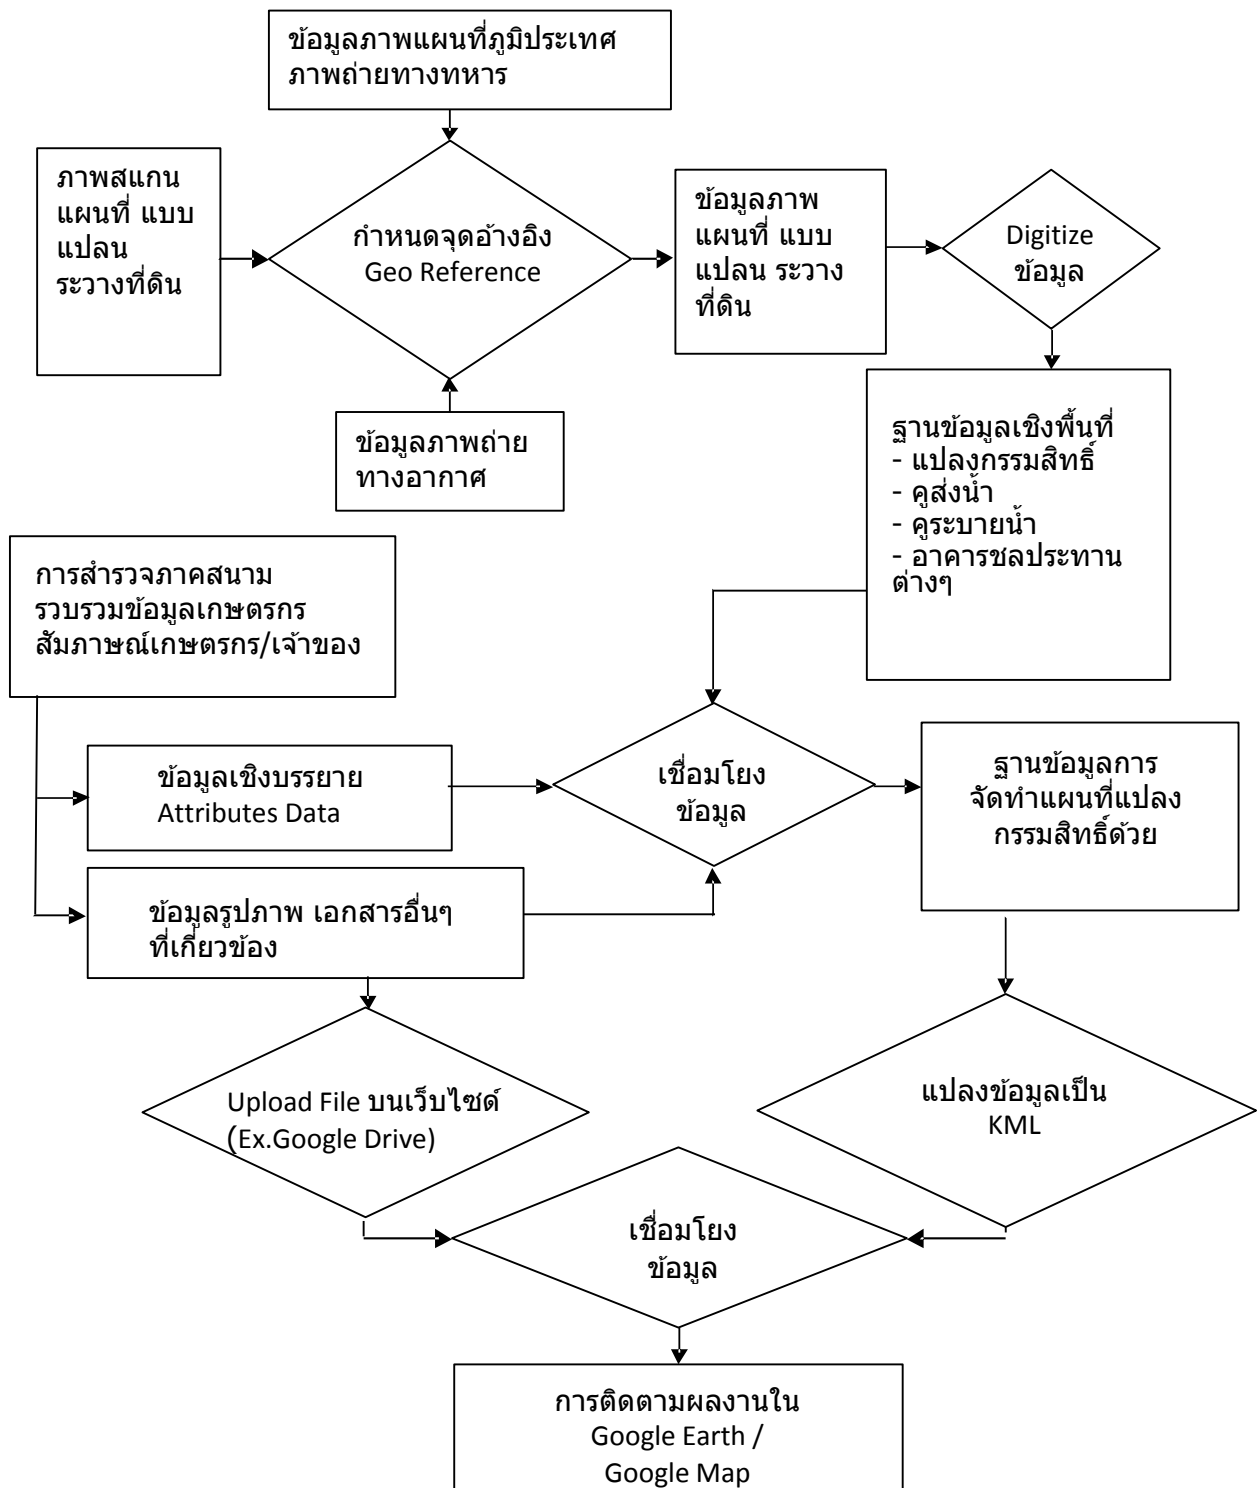 ข้อมูลภาพแผนที่ภูมิประเทศ
ภาพถ่ายทางทหาร
ภาพสแกน
แผนที่ แบบ
แปลน
ระวางที่ดิน
กำหนดจุดอ้างอิง
Geo Reference
ข้อมูลภาพ
แผนที่ แบบ
แปลน ระวาง
ที่ดิน
Digitize
ข้อมูล
ข้อมูลภาพถ่าย
ทางอากาศ
ฐานข้อมูลเชิงพื้นที่
- แปลงกรรมสิทธิ์
- คูส่งน้ำ
- คูระบายน้ำ
- อาคารชลประทาน
ต่างๆ
การสำรวจภาคสนาม
รวบรวมข้อมูลเกษตรกร
สัมภาษณ์เกษตรกร/เจ้าของ
ข้อมูลเชิงบรรยาย
Attributes Data
เชื่อมโยง
ข้อมูล
ฐานข้อมูลการ
จัดทำแผนที่แปลง
กรรมสิทธิ์ด้วย
ข้อมูลรูปภาพ เอกสารอื่นๆ
ที่เกี่ยวข้อง
Upload File บนเว็บไซด์
(Ex.Google Drive)
แปลงข้อมูลเป็น
KML
เชื่อมโยง
ข้อมูล
การติดตามผลงานใน
Google Earth /
Google Map